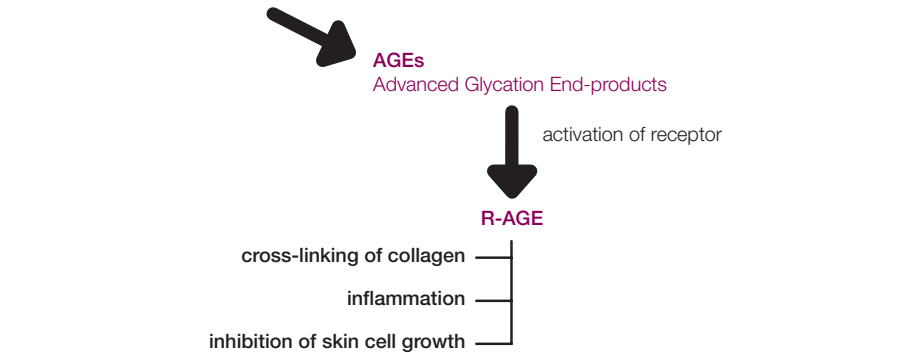 AGEs
Advanced Glycation End-products
activation of receptor
R-AGE
cross-linking of collagen
inflammation
inhibition of skin cell growth